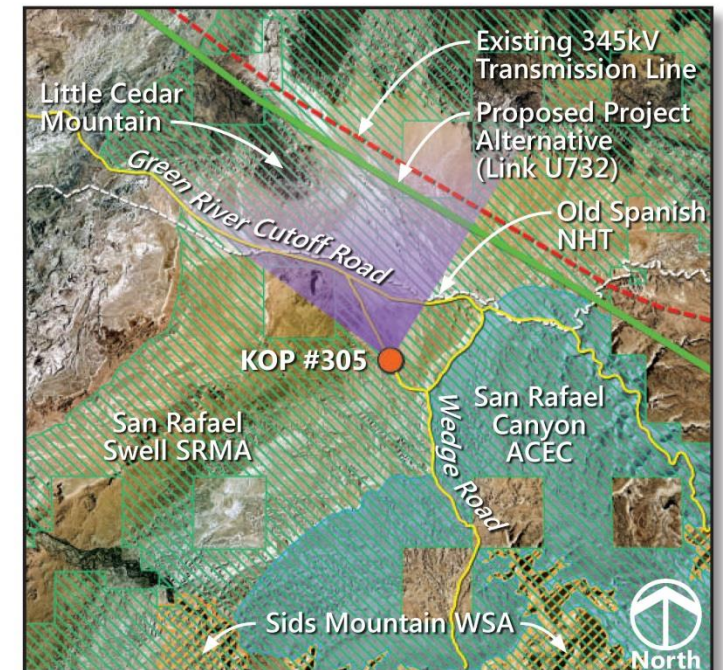 Existing 345kV
Transmission Line
Little Cedar
Mountain
Proposed Project
Alternative
(Link U732)
Green River Cutoff Road
Old Spanish
NHT
KOP #305
San Rafael
Swell SRMA
San Rafael
Canyon
ACEC
Wedge Road
Sids Mountain WSA
North